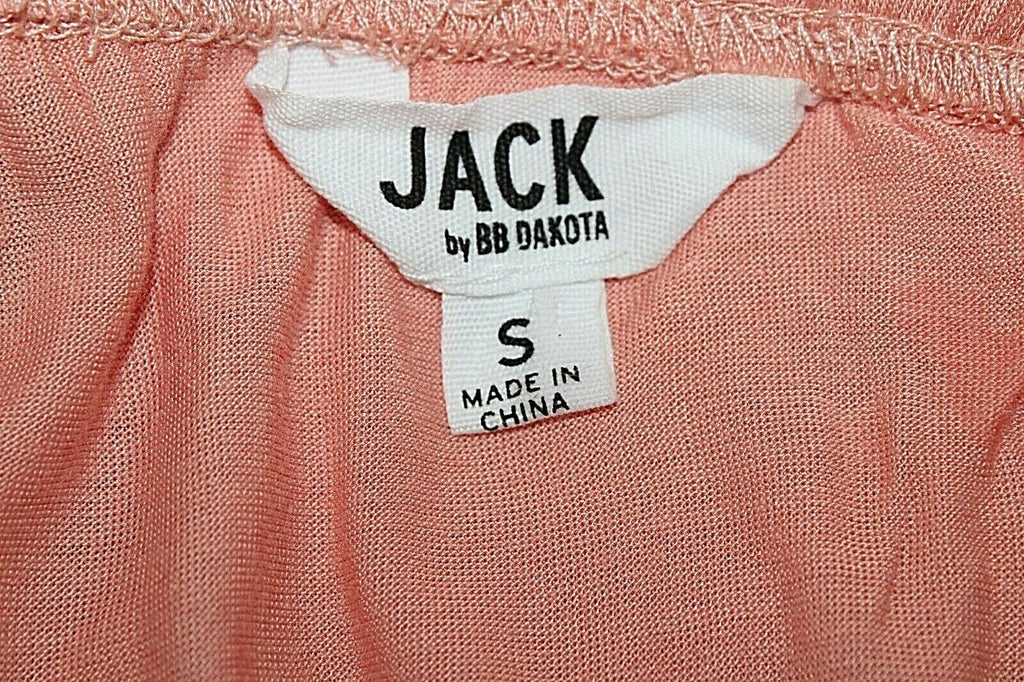 JACK
by BB DAKOTA
S
MADE IN
CHINA